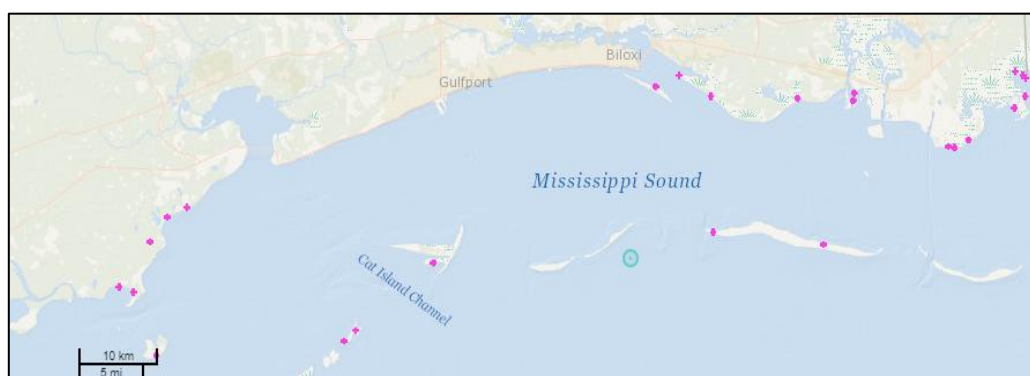 Biloxi
Gulfport
Mississippi Sound
Cat Island Channel
10 km
5 mi